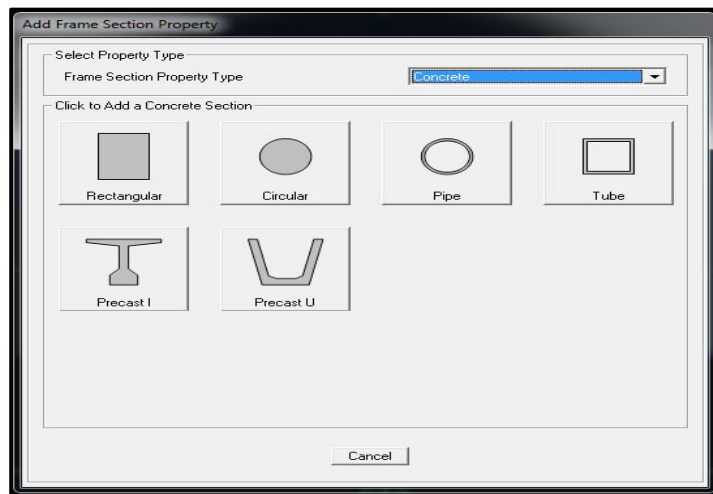 Add Frame Section Property
Select Property Type
Frame Section Property Type Concrete
Click to Add a Concrete Section
Rectangular Circular Pipe Tube
Precast I Precast U
Cancel